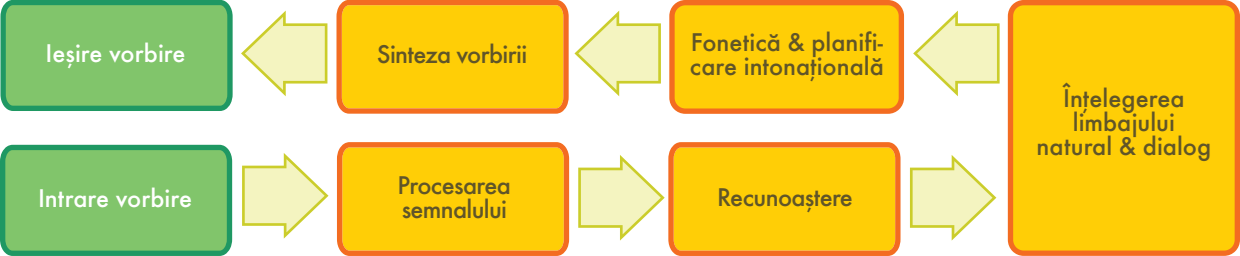 Ieșire vorbire
Sinteza vorbirii
Fonetică & planifi-
care intonațională
Înțelegerea
limbajului
natural & dialog
Intrare vorbire
Procesarea
semnalului
Recunoaștere